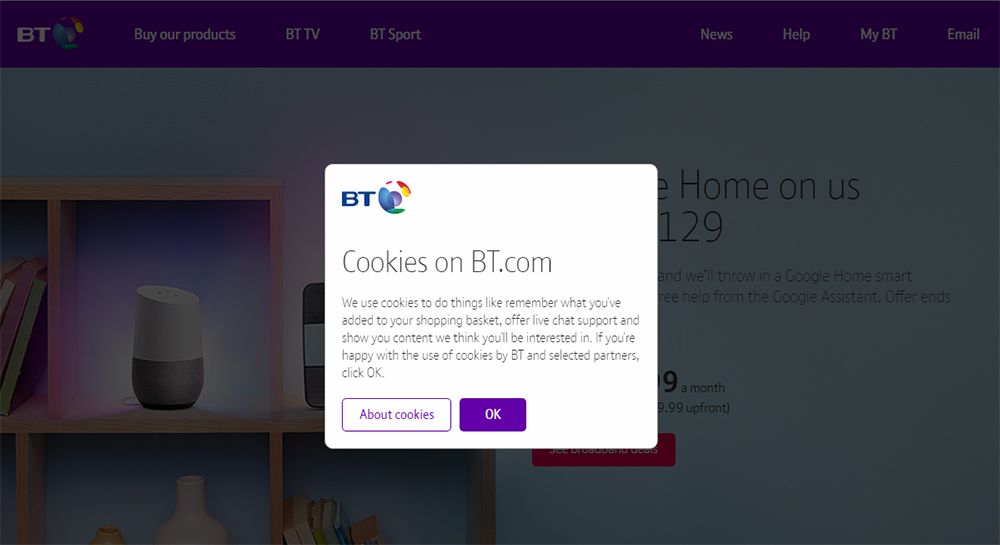 BT
Buy our products
BT TV
BT Sport
News
Help
My BT
Email
BT
Cookies on BT.com
We use cookies to do things like remember what you've
added to your shopping basket, offer live chat support and
show you content we think you'll be interested in. If you're
happy with the use of cookies by BT and selected partners,
click OK.
About cookies
OK
Home on us
129
and we'll throw in a Google Home smart
free help from the Google Assistant. Offer ends
a month
9.99 upfront)
See broadband deals